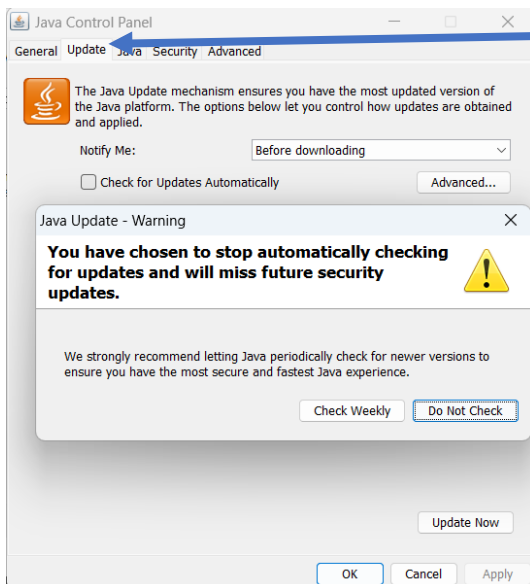 Java Control Panel
General Update Java Security Advanced
The Java Update mechanism ensures you have the most updated version of
the Java platform. The options below let you control how updates are obtained
and applied.
Notify Me: Before downloading
Check for Updates Automatically Advanced...
Java Update - Warning
You have chosen to stop automatically checking
for updates and will miss future security
updates.
We strongly recommend letting Java periodically check for newer versions to
ensure you have the most secure and fastest Java experience.
Check Weekly Do Not Check
Update Now
OK Cancel Apply